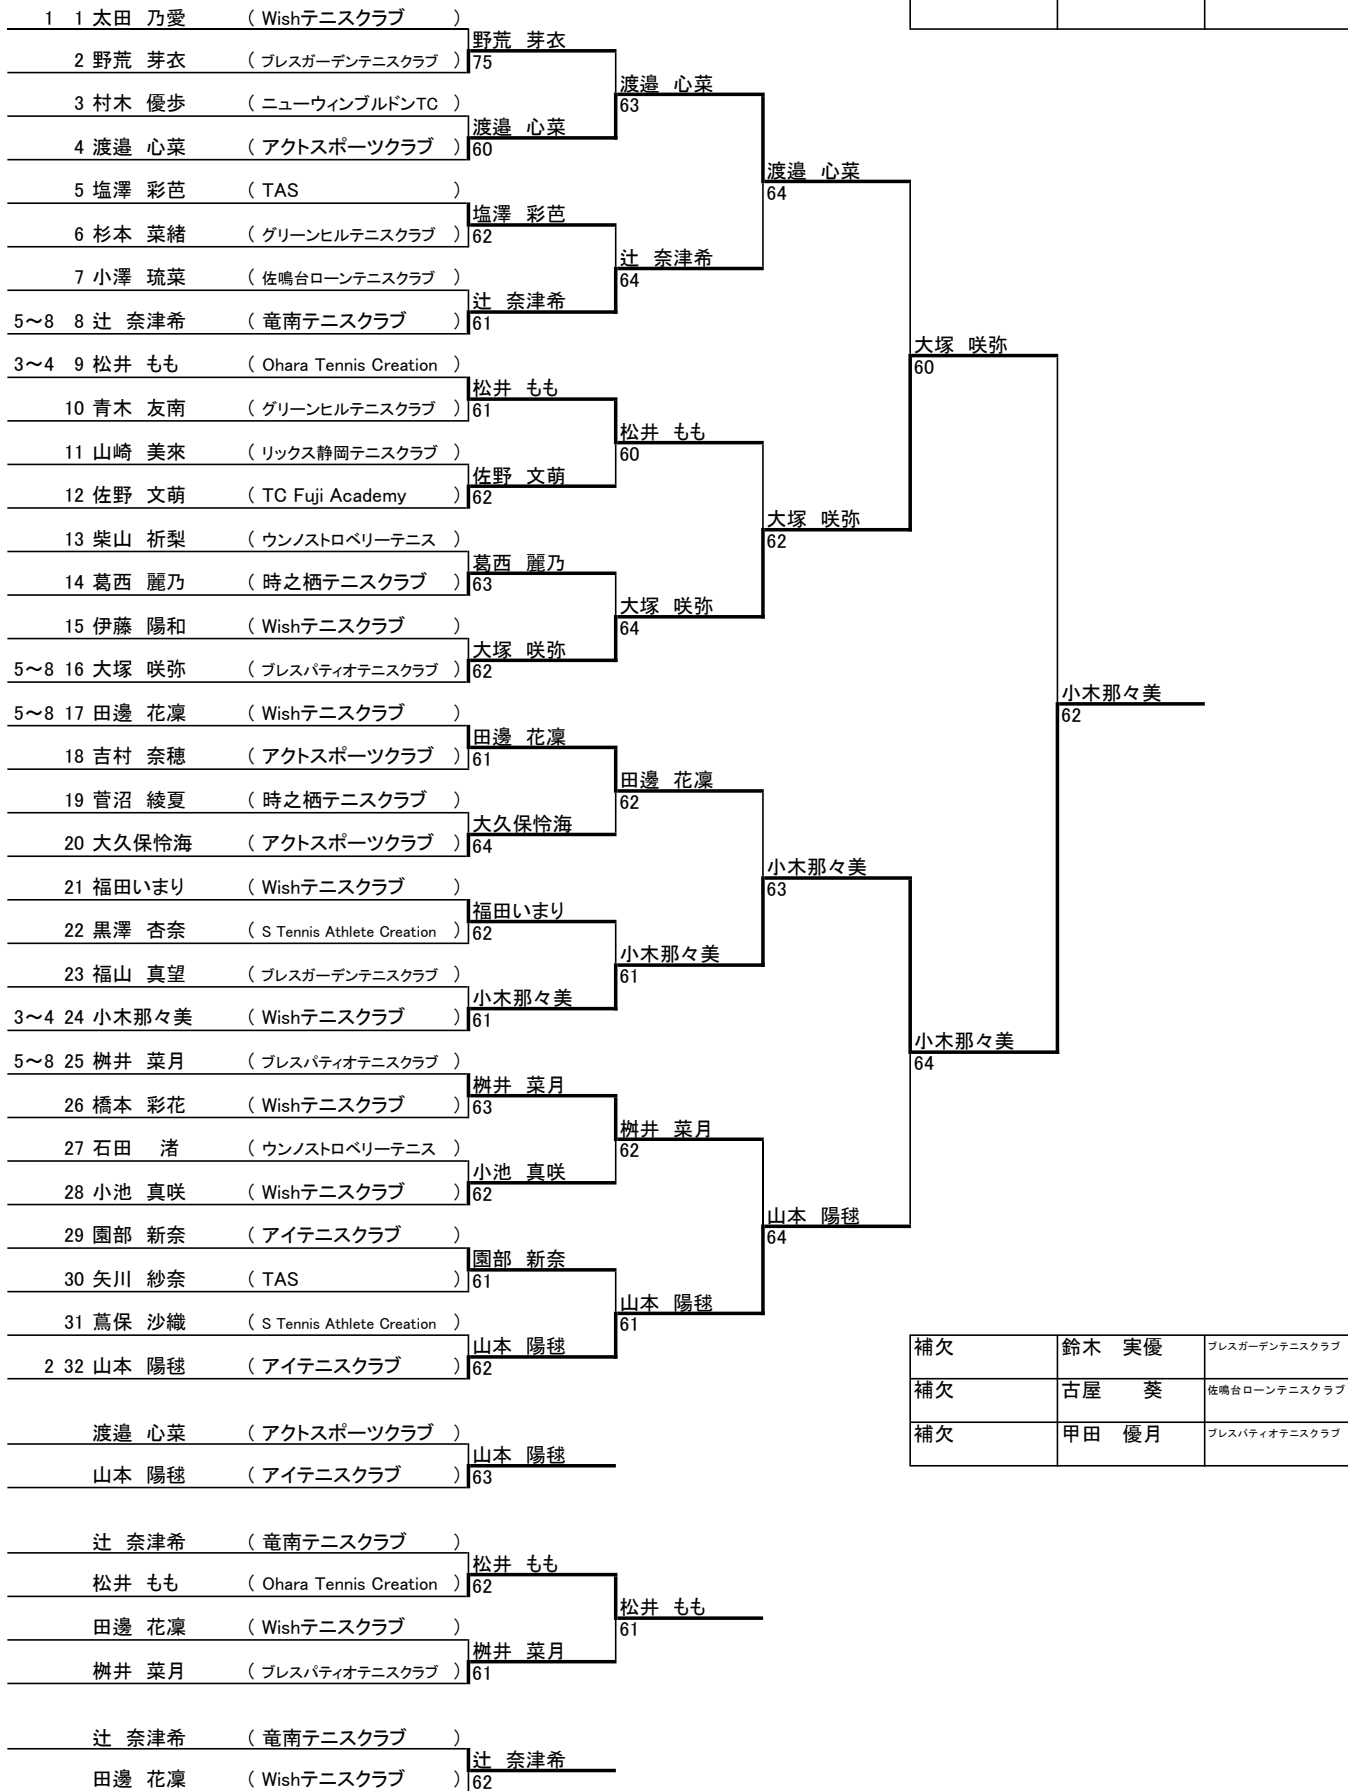 1 1 太田 乃愛 ( Wishテニスクラブ )
野荒 芽衣
2 野荒 芽衣 ( ブレスガーデンテニスクラブ ) 75
渡邉 心菜
3 村木 優歩 ( ニューウィンブルドンTC ) 63
渡邉 心菜
4 渡邉 心菜 ( アクトスポーツクラブ ) 60
渡邉 心菜
5 塩澤 彩芭 ( TAS ) 64
塩澤 彩芭
6 杉本 菜緒 ( グリーンヒルテニスクラブ ) 62
辻 奈津希
7 小澤 琉菜 ( 佐鳴台ローンテニスクラブ ) 64
辻 奈津希
5～8 8 辻 奈津希 ( 竜南テニスクラブ ) 61
大塚 咲弥
3～4 9 松井 もも ( Ohara Tennis Creation ) 60
松井 もも
10 青木 友南 ( グリーンヒルテニスクラブ ) 61
松井 もも
11 山崎 美來 ( リックス静岡テニスクラブ ) 60
佐野 文萌
12 佐野 文萌 ( TC Fuji Academy ) 62
大塚 咲弥
13 柴山 祈梨 ( ウンノストロベリーテニス ) 62
葛西 麗乃
14 葛西 麗乃 ( 時之栖テニスクラブ ) 63
大塚 咲弥
15 伊藤 陽和 ( Wishテニスクラブ ) 64
大塚 咲弥
5～8 16 大塚 咲弥 ( ブレスパティオテニスクラブ ) 62
小木那々美
5～8 17 田邊 花凜 ( Wishテニスクラブ ) 62
田邊 花凜
18 吉村 奈穂 ( アクトスポーツクラブ ) 61
田邊 花凜
19 菅沼 綾夏 ( 時之栖テニスクラブ ) 62
大久保怜海
20 大久保怜海 ( アクトスポーツクラブ ) 64
小木那々美
21 福田いまり ( Wishテニスクラブ ) 63
福田いまり
22 黒澤 杏奈 ( S Tennis Athlete Creation ) 62
小木那々美
23 福山 真望 ( ブレスガーデンテニスクラブ ) 61
小木那々美
3～4 24 小木那々美 ( Wishテニスクラブ ) 61
小木那々美
5～8 25 桝井 菜月 ( ブレスパティオテニスクラブ ) 64
桝井 菜月
26 橋本 彩花 ( Wishテニスクラブ ) 63
桝井 菜月
27 石田 渚 ( ウンノストロベリーテニス ) 62
小池 真咲
28 小池 真咲 ( Wishテニスクラブ ) 62
山本 陽毬
29 園部 新奈 ( アイテニスクラブ ) 64
園部 新奈
30 矢川 紗奈 ( TAS ) 61
山本 陽毬
31 蔦保 沙織 ( S Tennis Athlete Creation ) 61
山本 陽毬
2 32 山本 陽毬 ( アイテニスクラブ ) 62
補欠 鈴木 実優 ブレスガーデンテニスクラブ
補欠 古屋 葵 佐鳴台ローンテニスクラブ
補欠 甲田 優月 ブレスパティオテニスクラブ
渡邉 心菜 ( アクトスポーツクラブ )
山本 陽毬
山本 陽毬 ( アイテニスクラブ ) 63
辻 奈津希 ( 竜南テニスクラブ )
松井 もも
松井 もも ( Ohara Tennis Creation ) 62
松井 もも
田邊 花凜 ( Wishテニスクラブ ) 61
桝井 菜月
桝井 菜月 ( ブレスパティオテニスクラブ ) 61
辻 奈津希 ( 竜南テニスクラブ )
辻 奈津希
田邊 花凜 ( Wishテニスクラブ ) 62